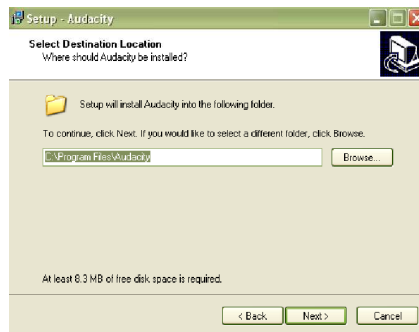 Setup - Audacity
Select Destination Location
Where should Audacity be installed?
Setup will install Audacity into the following folder.
To continue, click Next. If you would like to select a different folder, click Browse.
C:\Program Files\Audacity
Browse...
At least 8.3 MB of free disk space is required.
< Back
Next >
Cancel